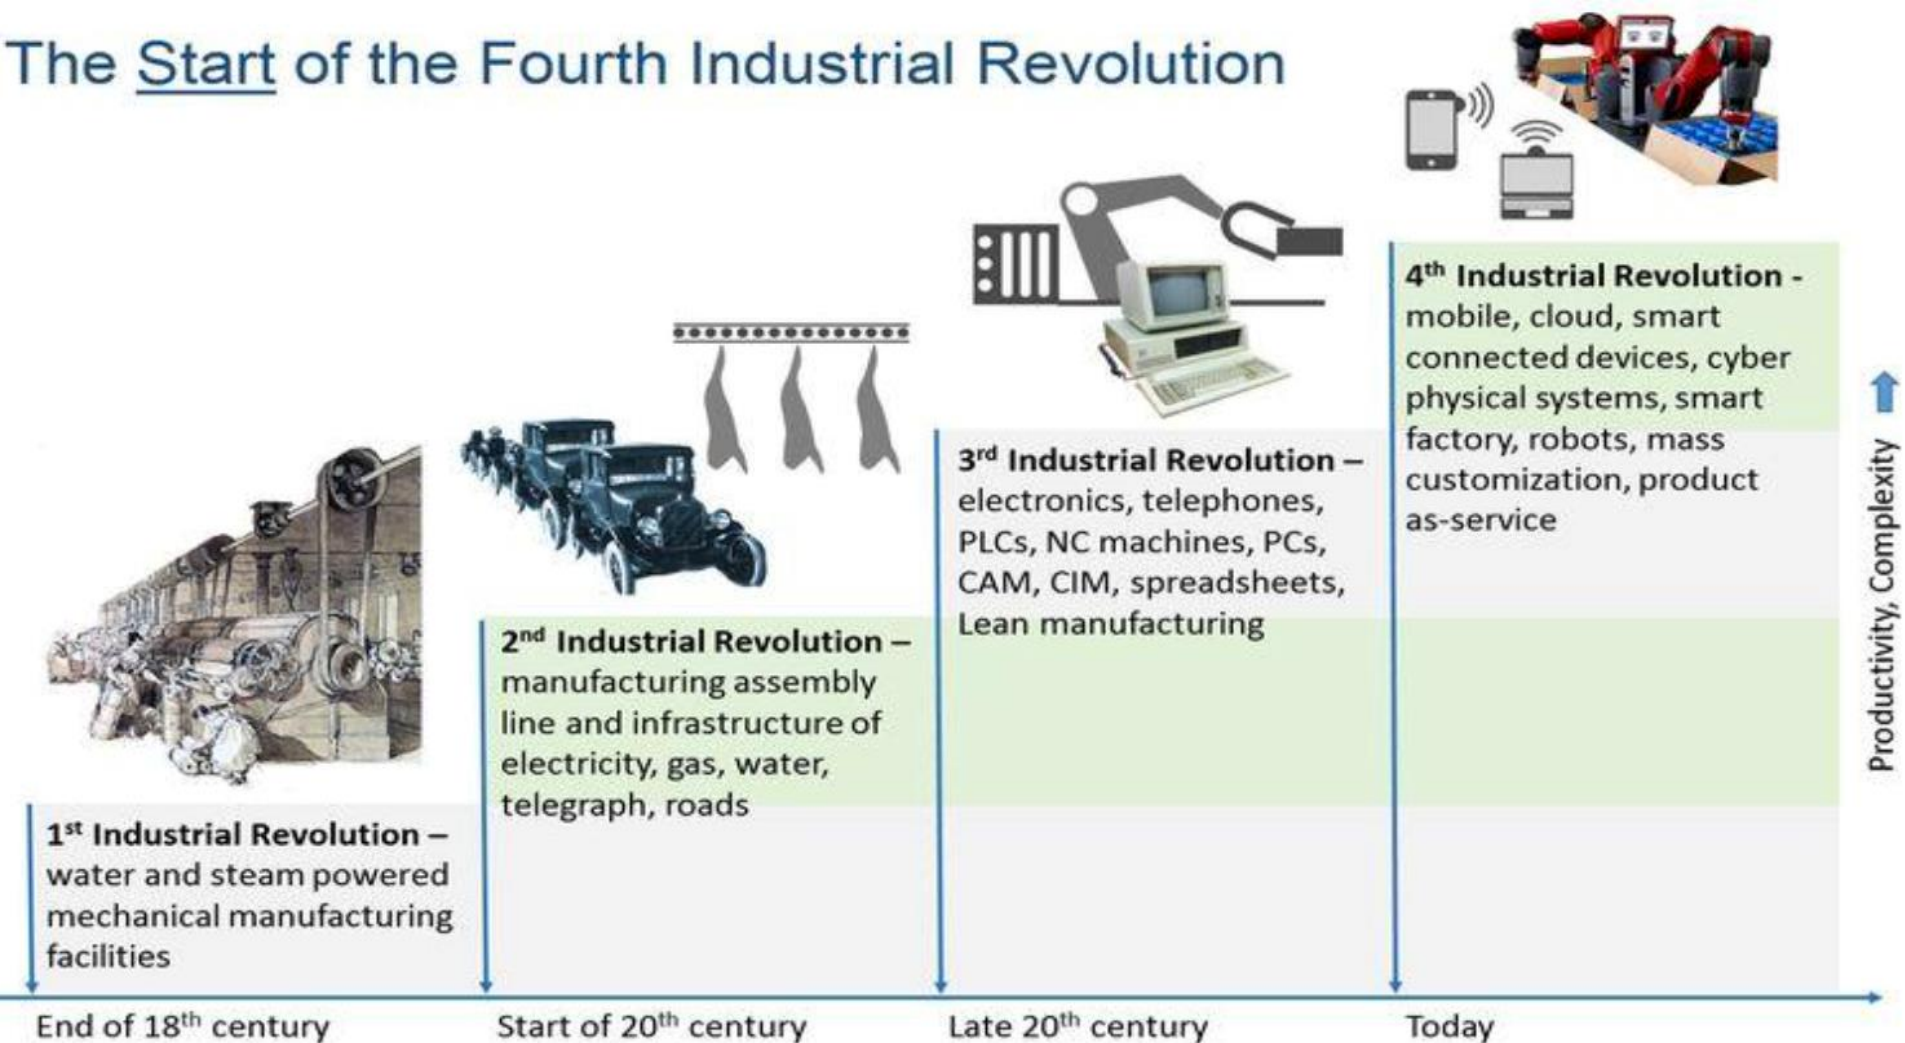 The Start of the Fourth Industrial Revolution
4th Industrial Revolution -
mobile, cloud, smart
connected devices, cyber
physical systems, smart
factory, robots, mass
customization, product
as-service
3rd Industrial Revolution –
electronics, telephones,
PLCs, NC machines, PCs,
CAM, CIM, spreadsheets,
Lean manufacturing
2nd Industrial Revolution –
manufacturing assembly
line and infrastructure of
electricity, gas, water,
telegraph, roads
1st Industrial Revolution –
water and steam powered
mechanical manufacturing
facilities
Productivity, Complexity
End of 18th century
Start of 20th century
Late 20th century
Today